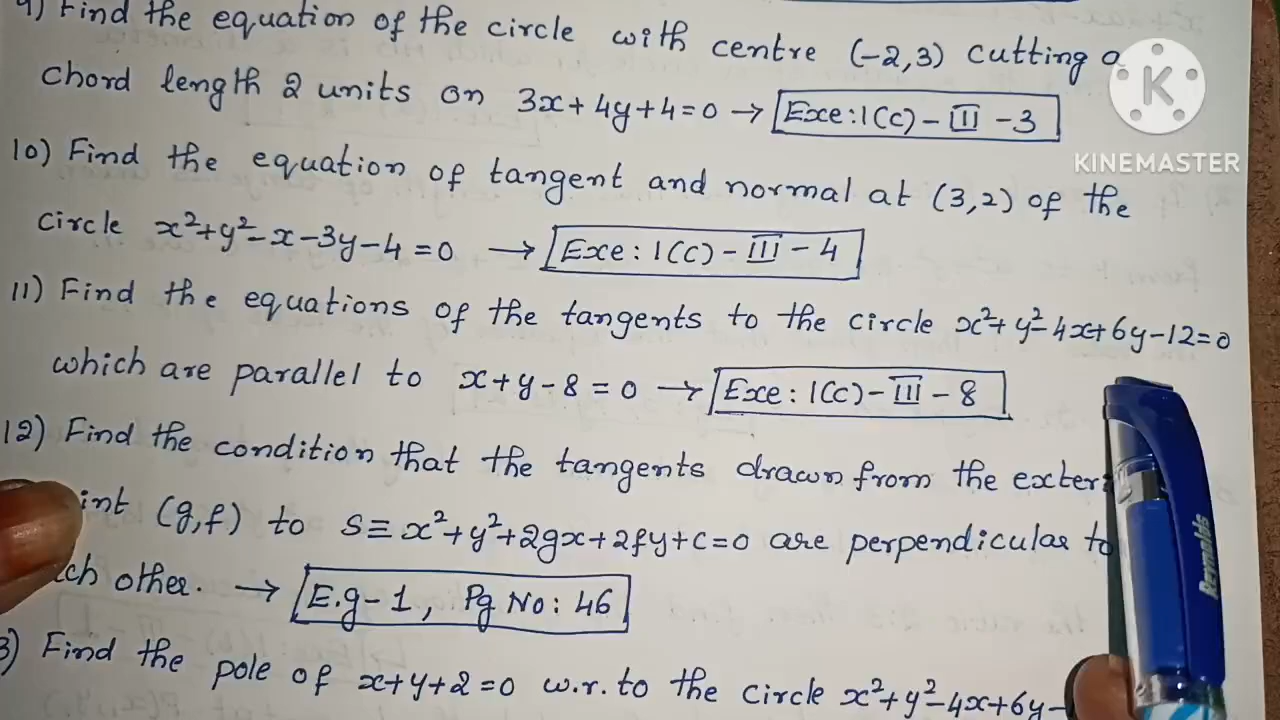 9) Find the equation of the circle with centre (-2,3) cutting a
chord length 2 units on 3x+4y+4=0 → Exe:1(c)-III-3
K
KINEMASTER
10) Find the equation of tangent and normal at (3,2) of the
circle x²+y²-x-3y-4=0 → Exe:1(c)-III-4
11) Find the equations of the tangents to the circle x²+y²-4x+6y-12=0
which are parallel to x+y-8=0 → Exe:1(c)-III-8
12) Find the condition that the tangents drawn from the exter
int (g,f) to S≡x²+y²+2gx+2fy+c=0 are perpendicular to
ch other. → E.g-1, Pg No: 46
3) Find the pole of x+y+2=0 w.r.to the circle x²+y²-4x+6y-
Reynolds